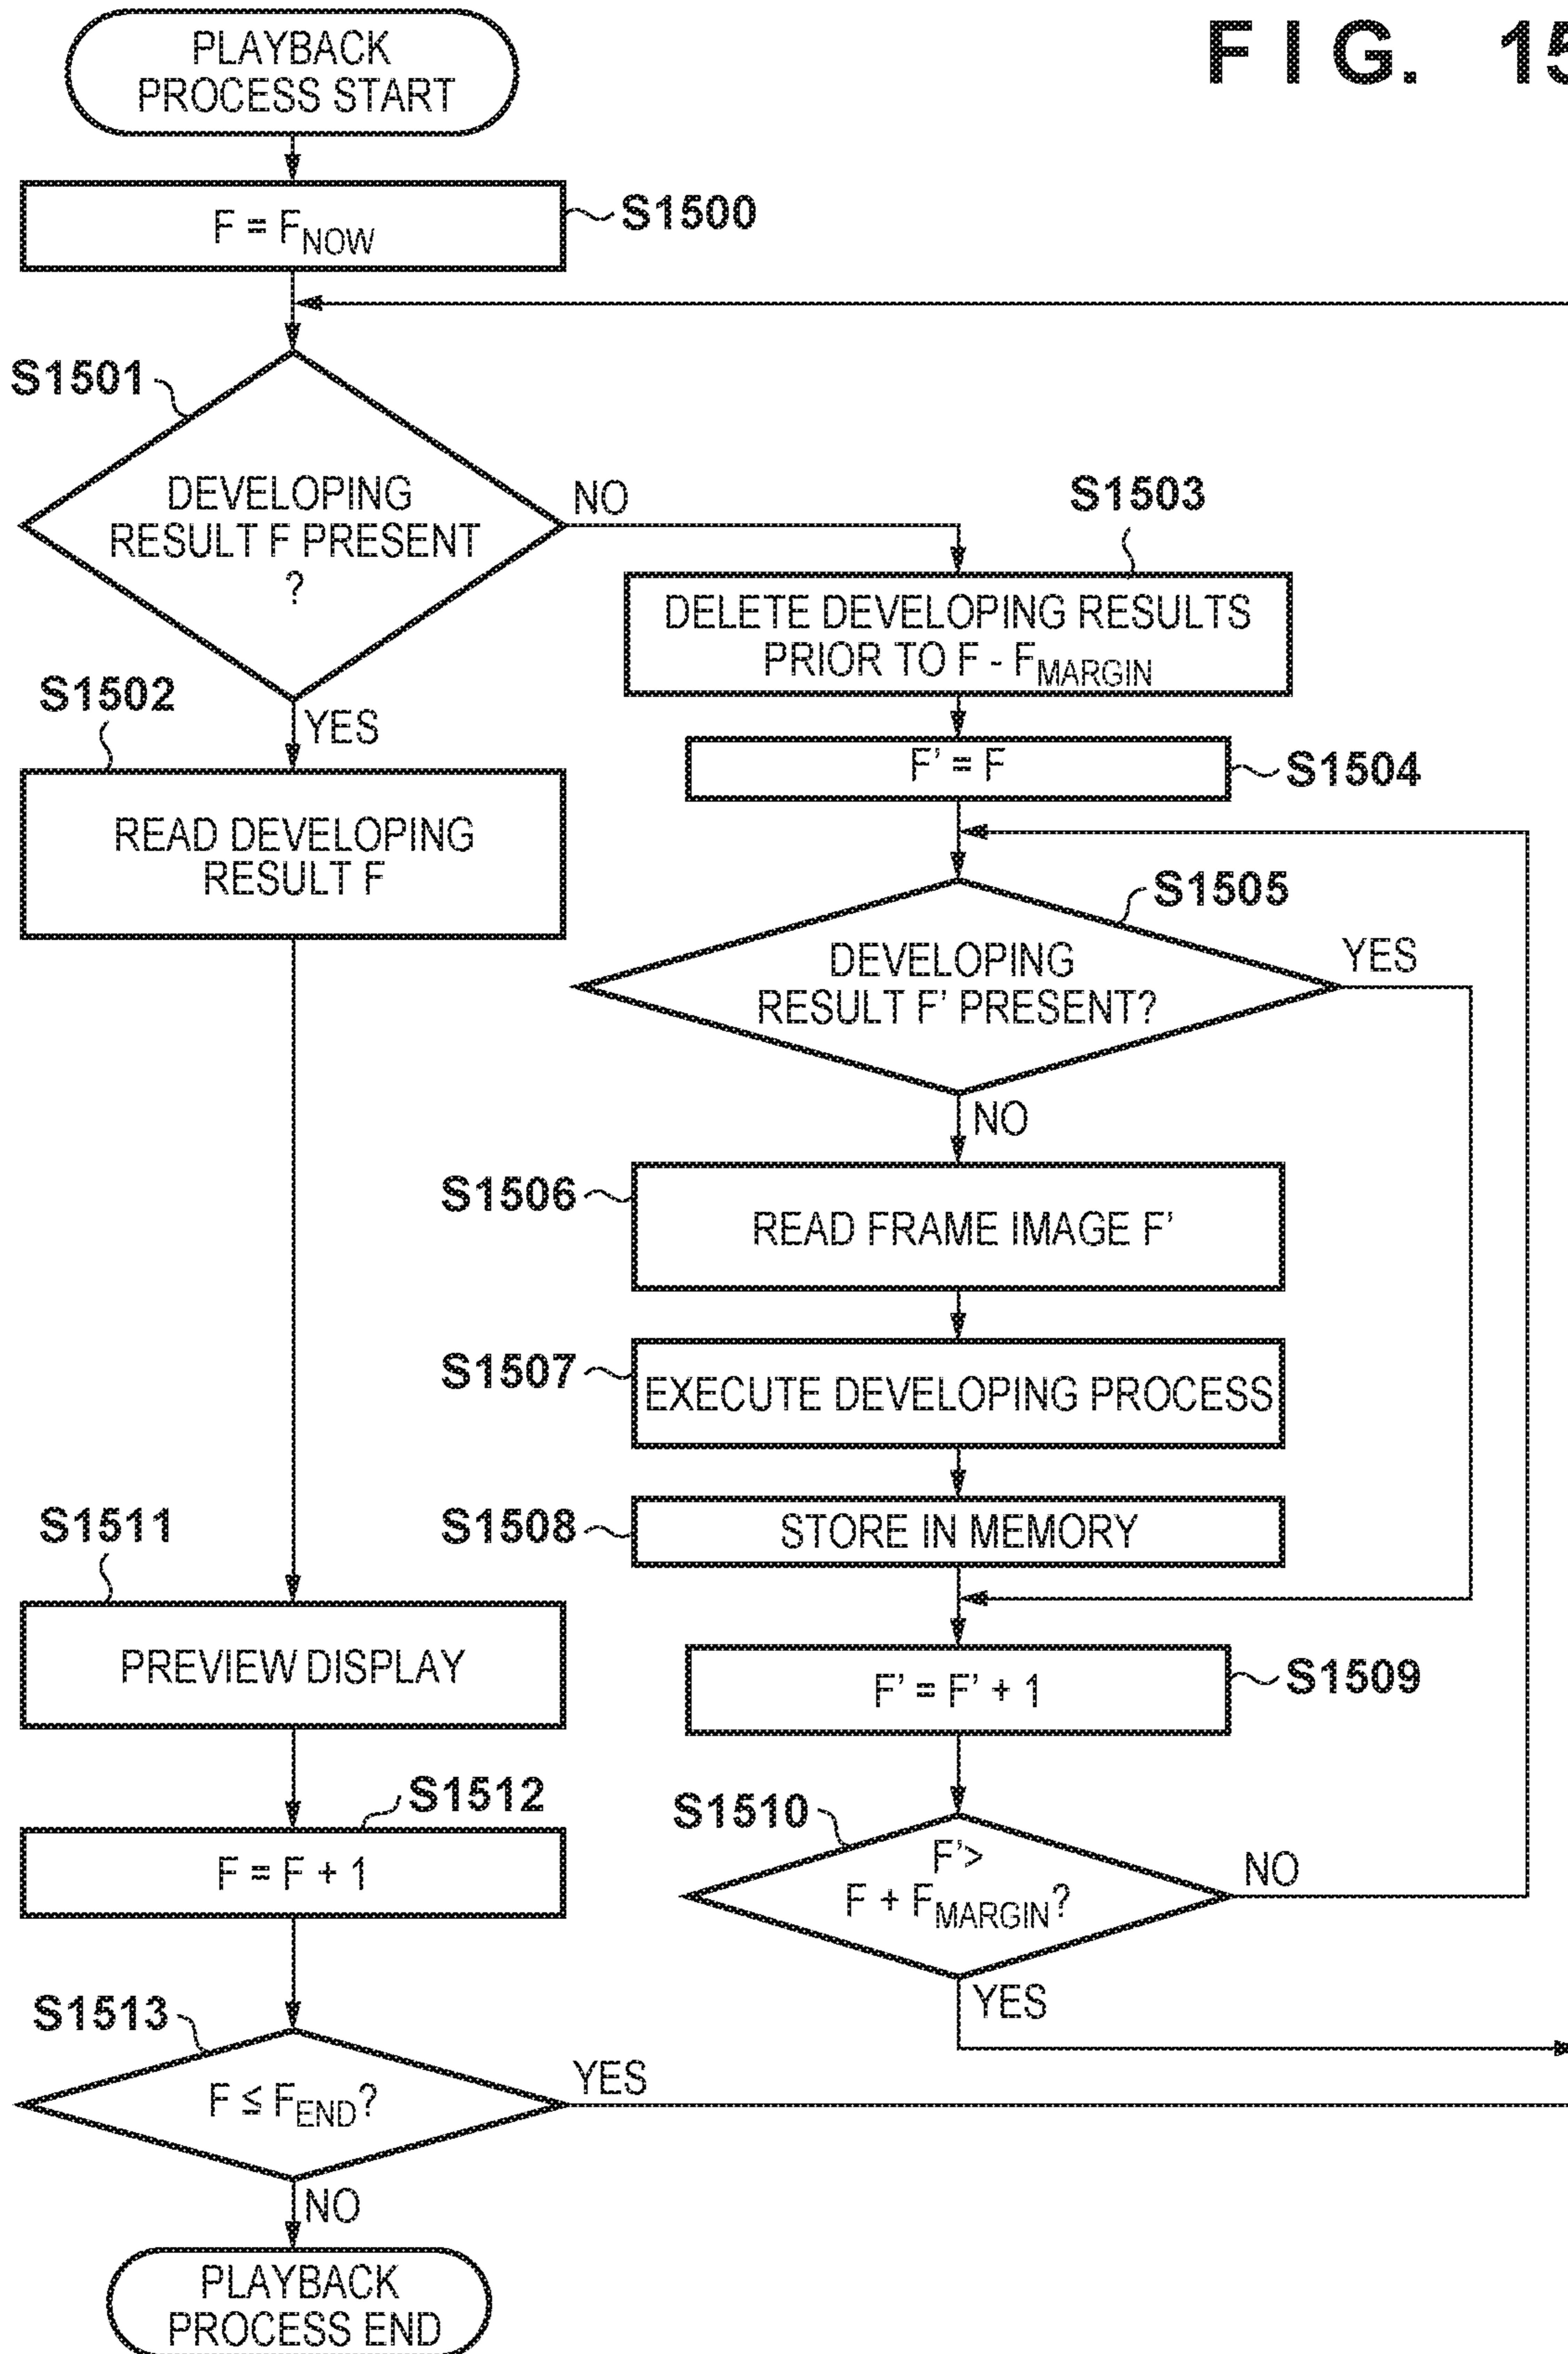 FIG. 15
PLAYBACK
PROCESS START
F = FNOW
S1500
S1501
DEVELOPING
RESULT F PRESENT
?
NO
YES
S1502
READ DEVELOPING
RESULT F
S1503
DELETE DEVELOPING RESULTS
PRIOR TO F - FMARGIN
F' = F
S1504
S1505
DEVELOPING
RESULT F' PRESENT?
YES
NO
S1506
READ FRAME IMAGE F'
S1507
EXECUTE DEVELOPING PROCESS
S1508
STORE IN MEMORY
S1509
F' = F' + 1
S1510
F'>
F + FMARGIN?
NO
YES
S1511
PREVIEW DISPLAY
S1512
F = F + 1
S1513
F ≤ FEND?
YES
NO
PLAYBACK
PROCESS END